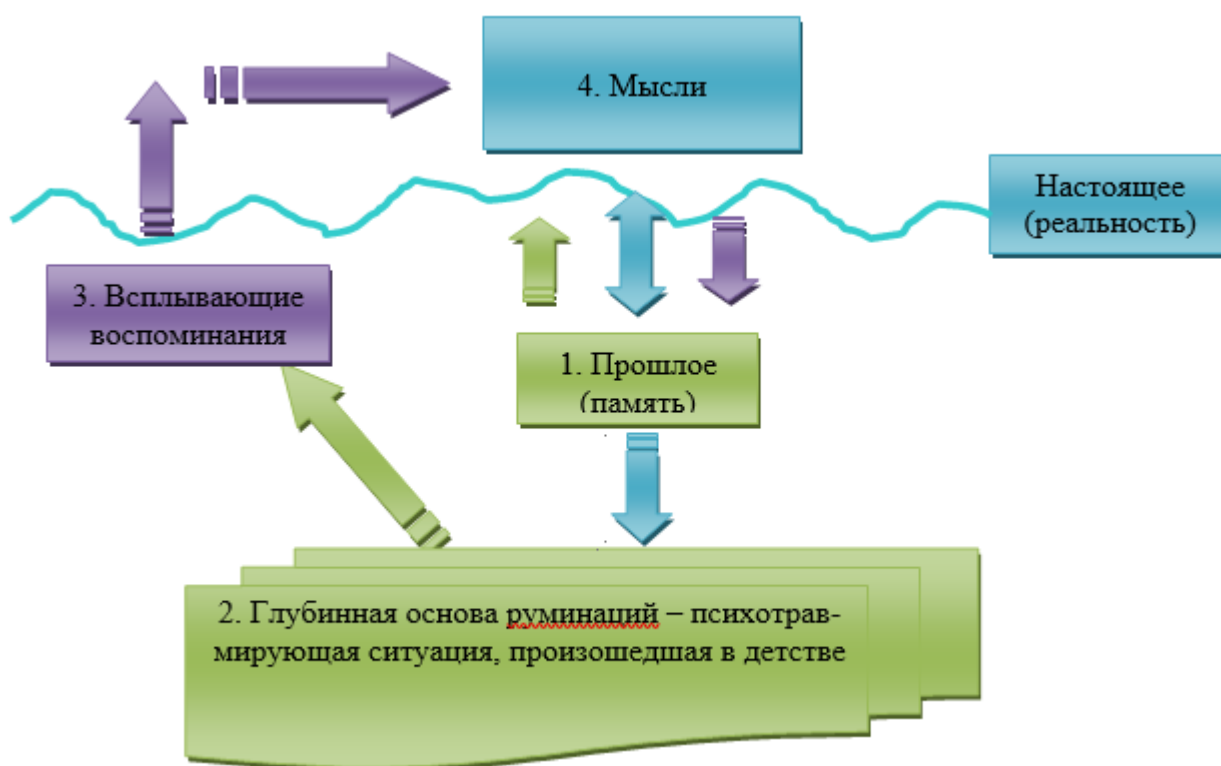 4. Мысли
Настоящее
(реальность)
3. Всплывающие
воспоминания
1. Прошлое
(память)
2. Глубинная основа руминаций – психотрав-
мирующая ситуация, произошедшая в детстве